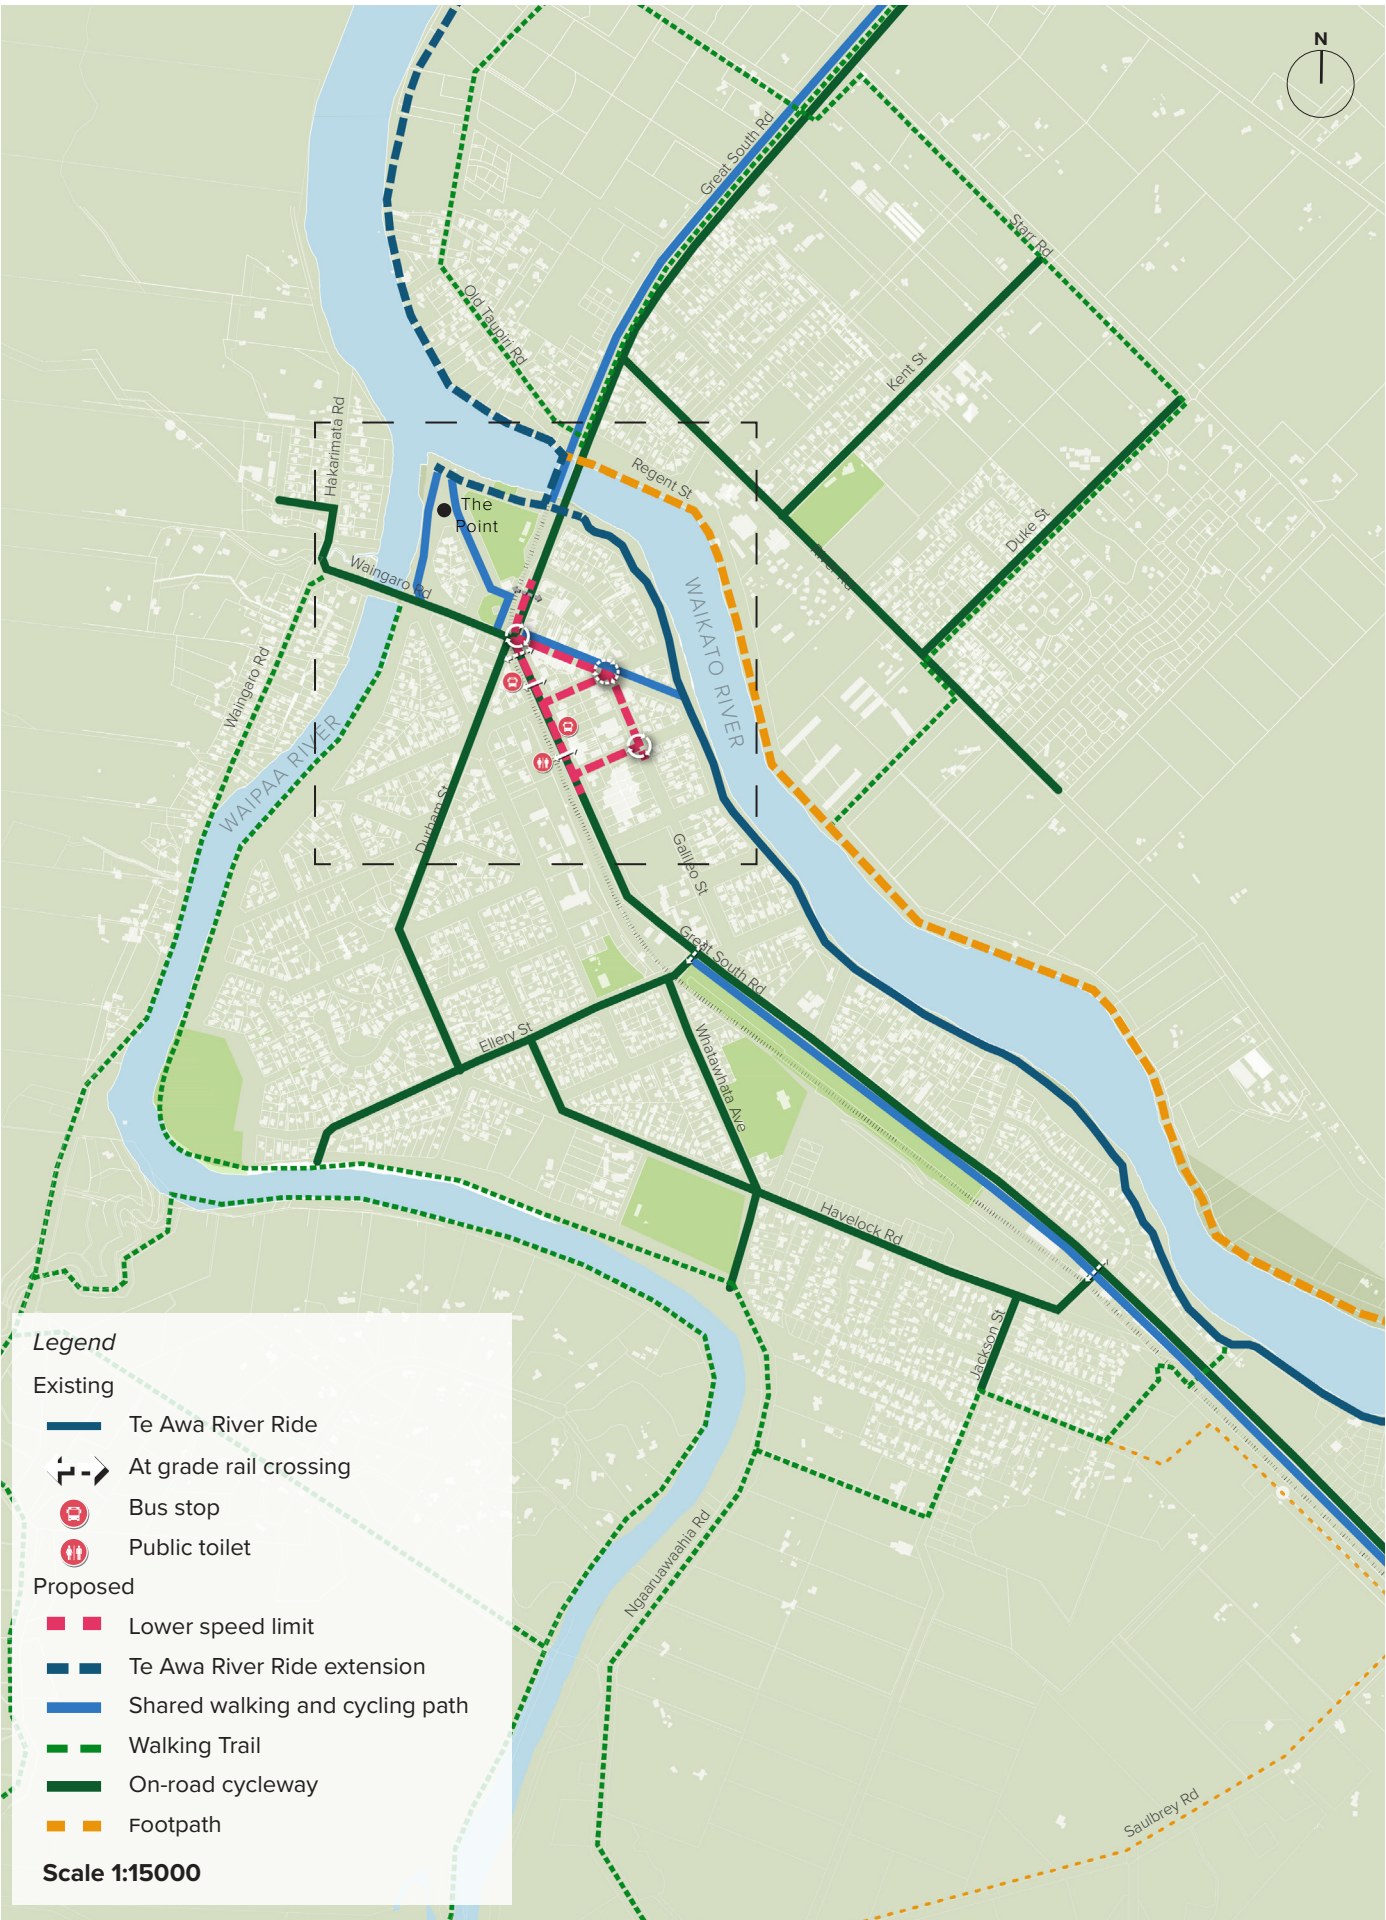 N
Great South Rd
Starr Rd
Old Taupiri Rd
Kent St
Hakarimata Rd
Regent St
The
Point
Duke St
River Rd
Waingaro Rd
WAIKATO RIVER
Waingaro Rd
WAIPAA RIVER
Durham St
Galileo St
Great South Rd
Ellery St
Whatawhata Ave
Havelock Rd
Jackson St
Ngaaruawaahia Rd
Saulbrey Rd
Legend
Existing
Te Awa River Ride
At grade rail crossing
Bus stop
Public toilet
Proposed
Lower speed limit
Te Awa River Ride extension
Shared walking and cycling path
Walking Trail
On-road cycleway
Footpath
Scale 1:15000